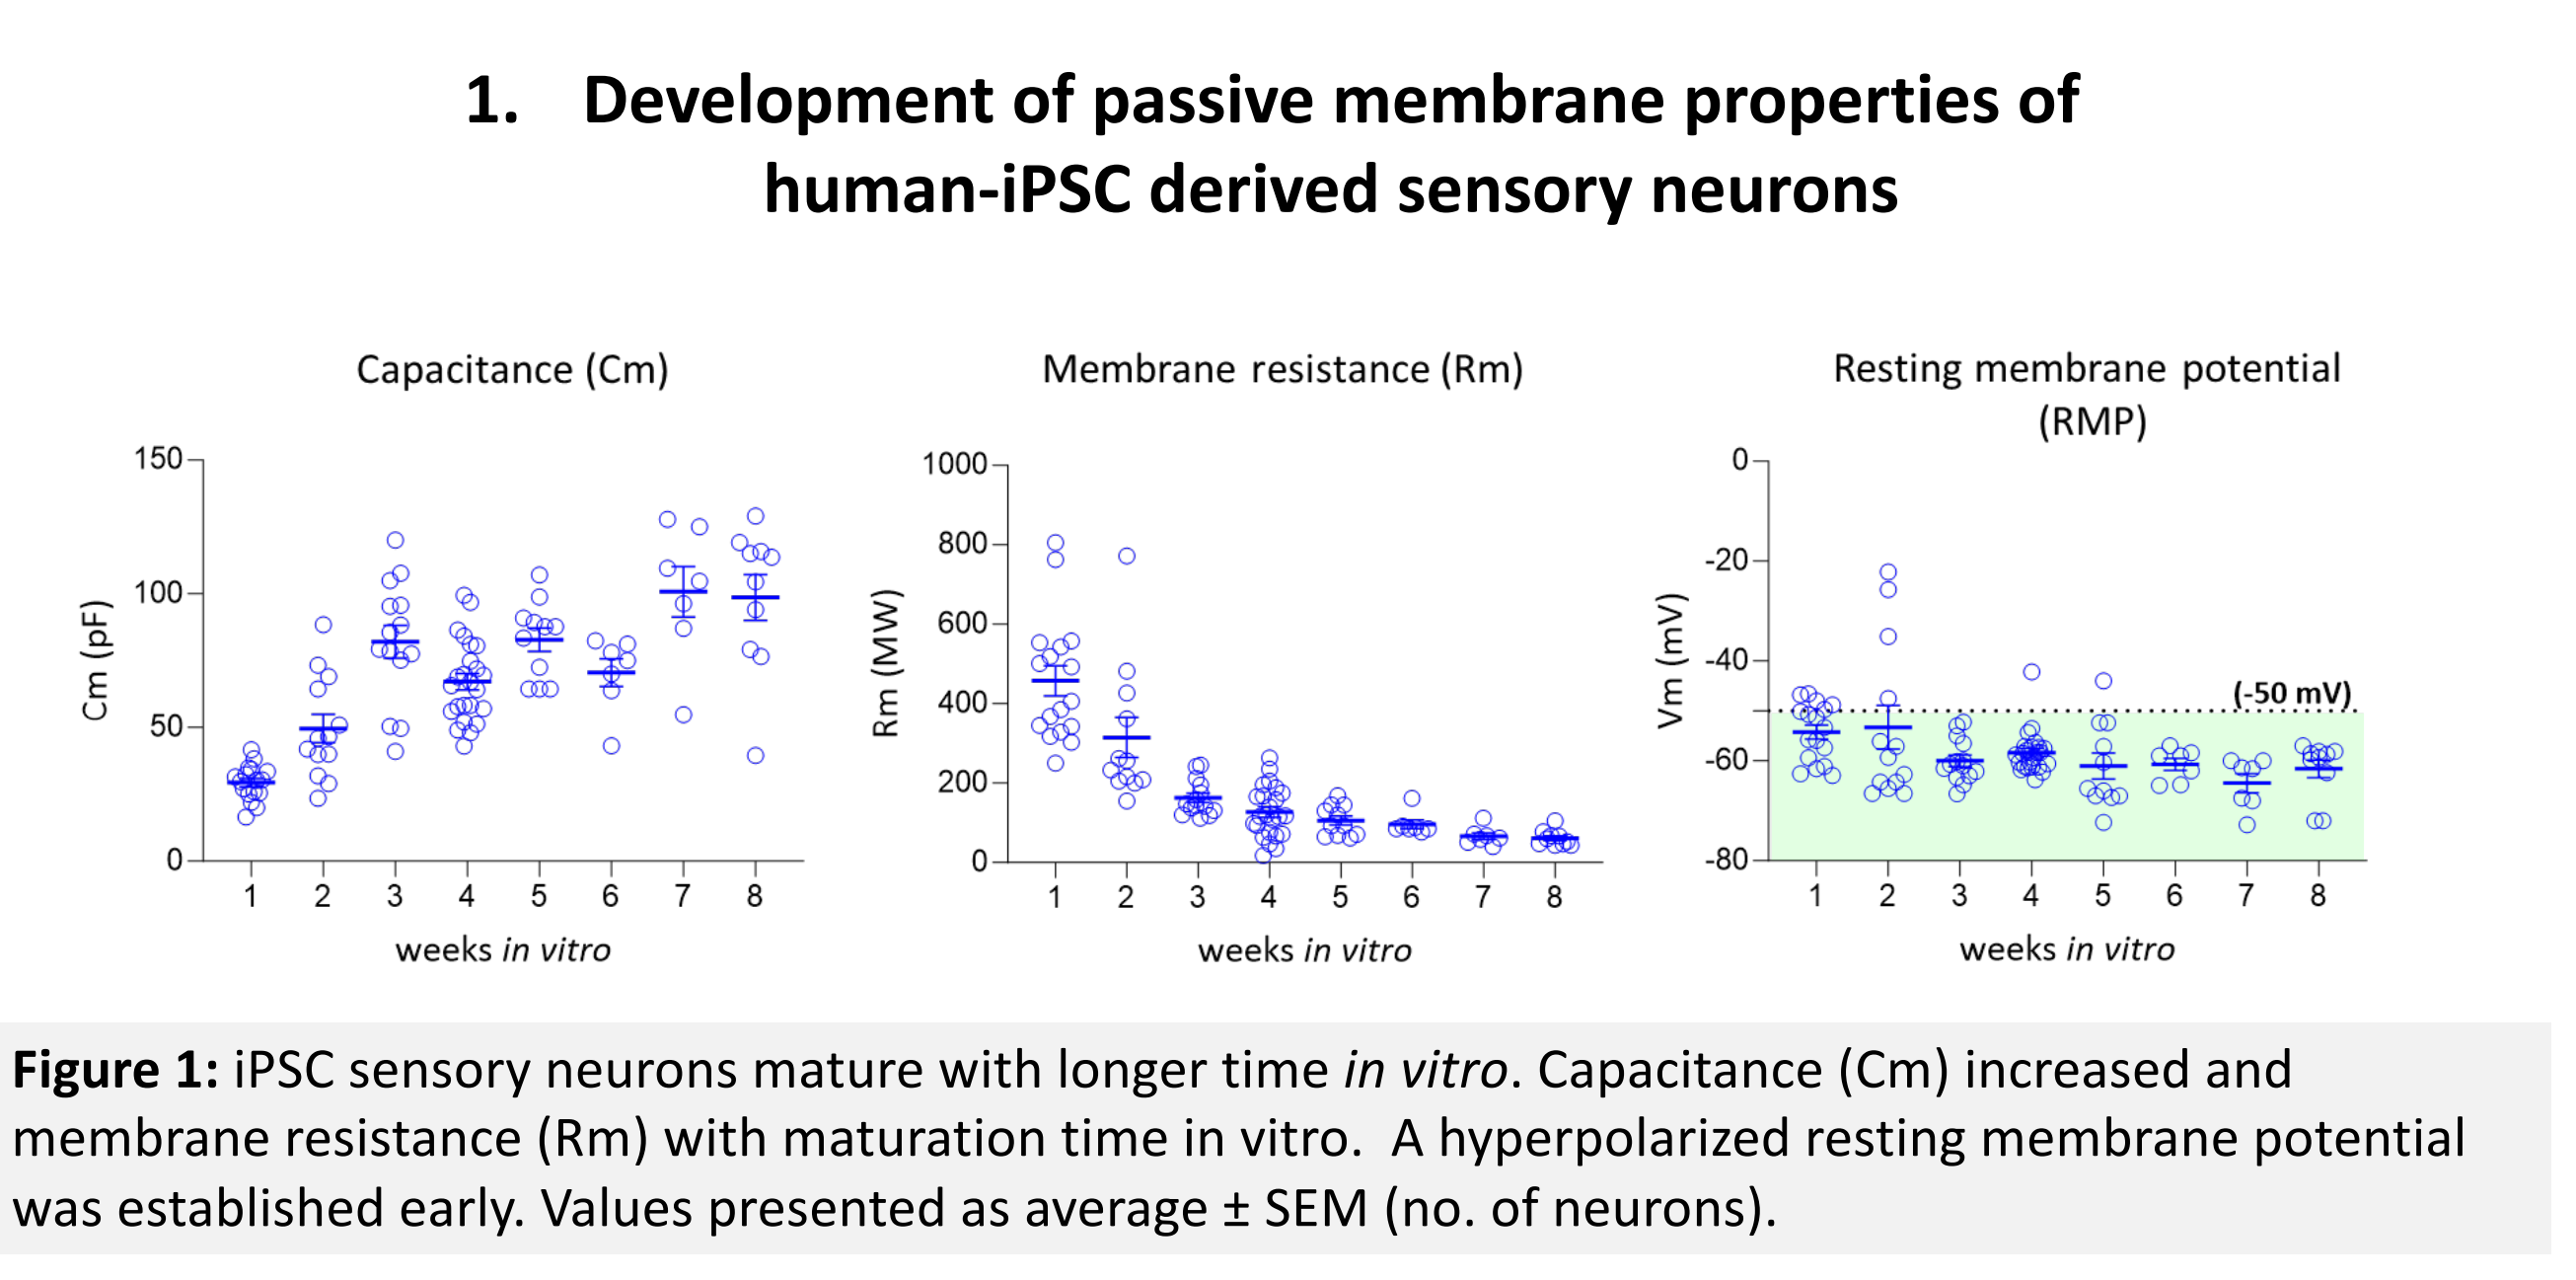 1. Development of passive membrane properties of
human-iPSC derived sensory neurons
Capacitance (Cm)
150
100
50
0
Cm (pF)
1 2 3 4 5 6 7 8
weeks in vitro
Membrane resistance (Rm)
1000
800
600
400
200
0
Rm (MW)
1 2 3 4 5 6 7 8
weeks in vitro
Resting membrane potential
(RMP)
0
-20
-40
-60
-80
Vm (mV)
(-50 mV)
1 2 3 4 5 6 7 8
weeks in vitro
Figure 1: iPSC sensory neurons mature with longer time in vitro. Capacitance (Cm) increased and
membrane resistance (Rm) with maturation time in vitro. A hyperpolarized resting membrane potential
was established early. Values presented as average ± SEM (no. of neurons).